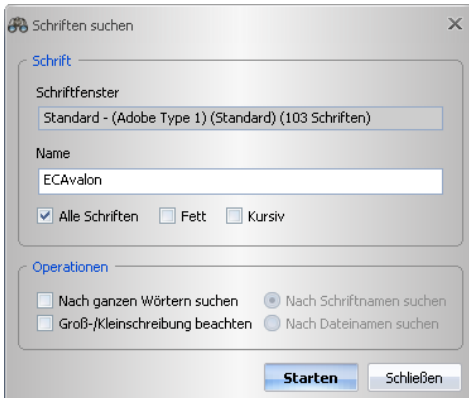 Schriften suchen
Schrift
Schriftfenster
Standard - (Adobe Type 1) (Standard) (103 Schriften)
Name
ECAvalon
Alle Schriften Fett Kursiv
Operationen
Nach ganzen Wörtern suchen Nach Schriftnamen suchen
Groß-/Kleinschreibung beachten Nach Dateinamen suchen
Starten Schließen